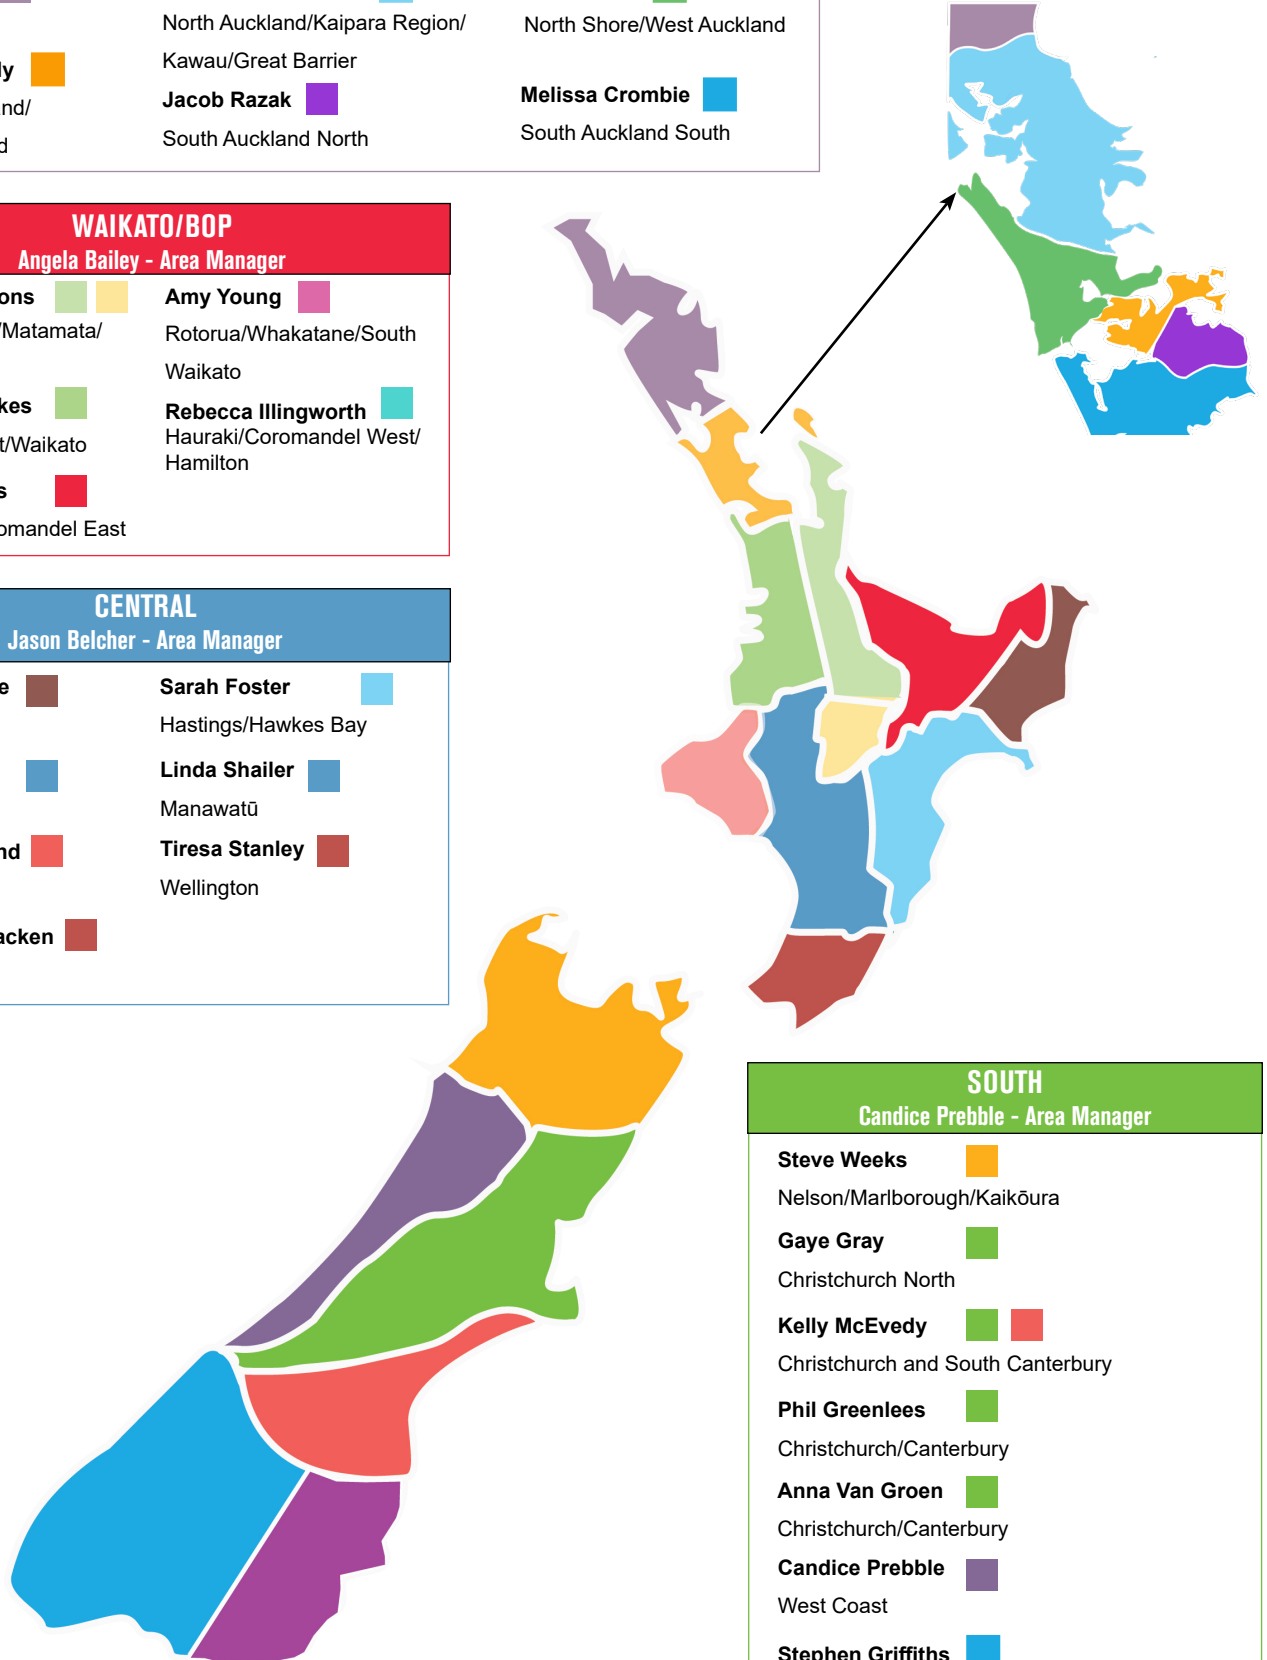 North Auckland/Kaipara Region/
Kawau/Great Barrier
North Shore/West Auckland
ly
nd/
d
Jacob Razak
South Auckland North
Melissa Crombie
South Auckland South
WAIKATO/BOP
Angela Bailey - Area Manager
ons
/Matamata/
Amy Young
Rotorua/Whakatane/South
Waikato
kes
t/Waikato
Rebecca Illingworth
Hauraki/Coromandel West/
Hamilton
s
omandel East
CENTRAL
Jason Belcher - Area Manager
e
Sarah Foster
Hastings/Hawkes Bay
Linda Shailer
Manawatū
nd
Tiresa Stanley
Wellington
acken
SOUTH
Candice Prebble - Area Manager
Steve Weeks
Nelson/Marlborough/Kaikōura
Gaye Gray
Christchurch North
Kelly McEvedy
Christchurch and South Canterbury
Phil Greenlees
Christchurch/Canterbury
Anna Van Groen
Christchurch/Canterbury
Candice Prebble
West Coast
Stephen Griffiths